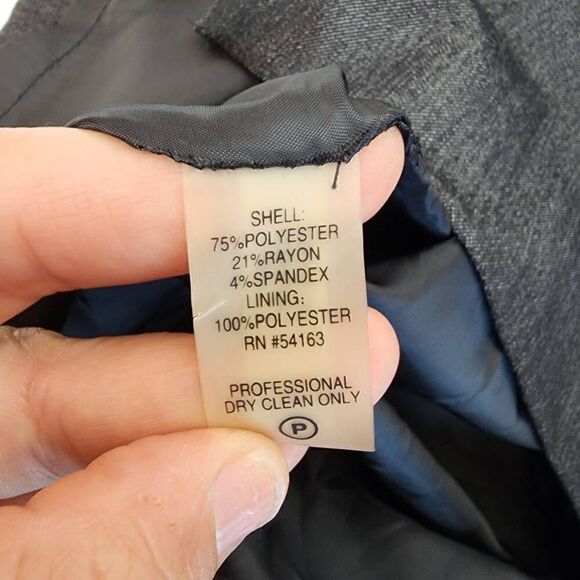 SHELL:
75%POLYESTER
21%RAYON
4%SPANDEX
LINING:
100%POLYESTER
RN #54163
PROFESSIONAL
DRY CLEAN ONLY
P